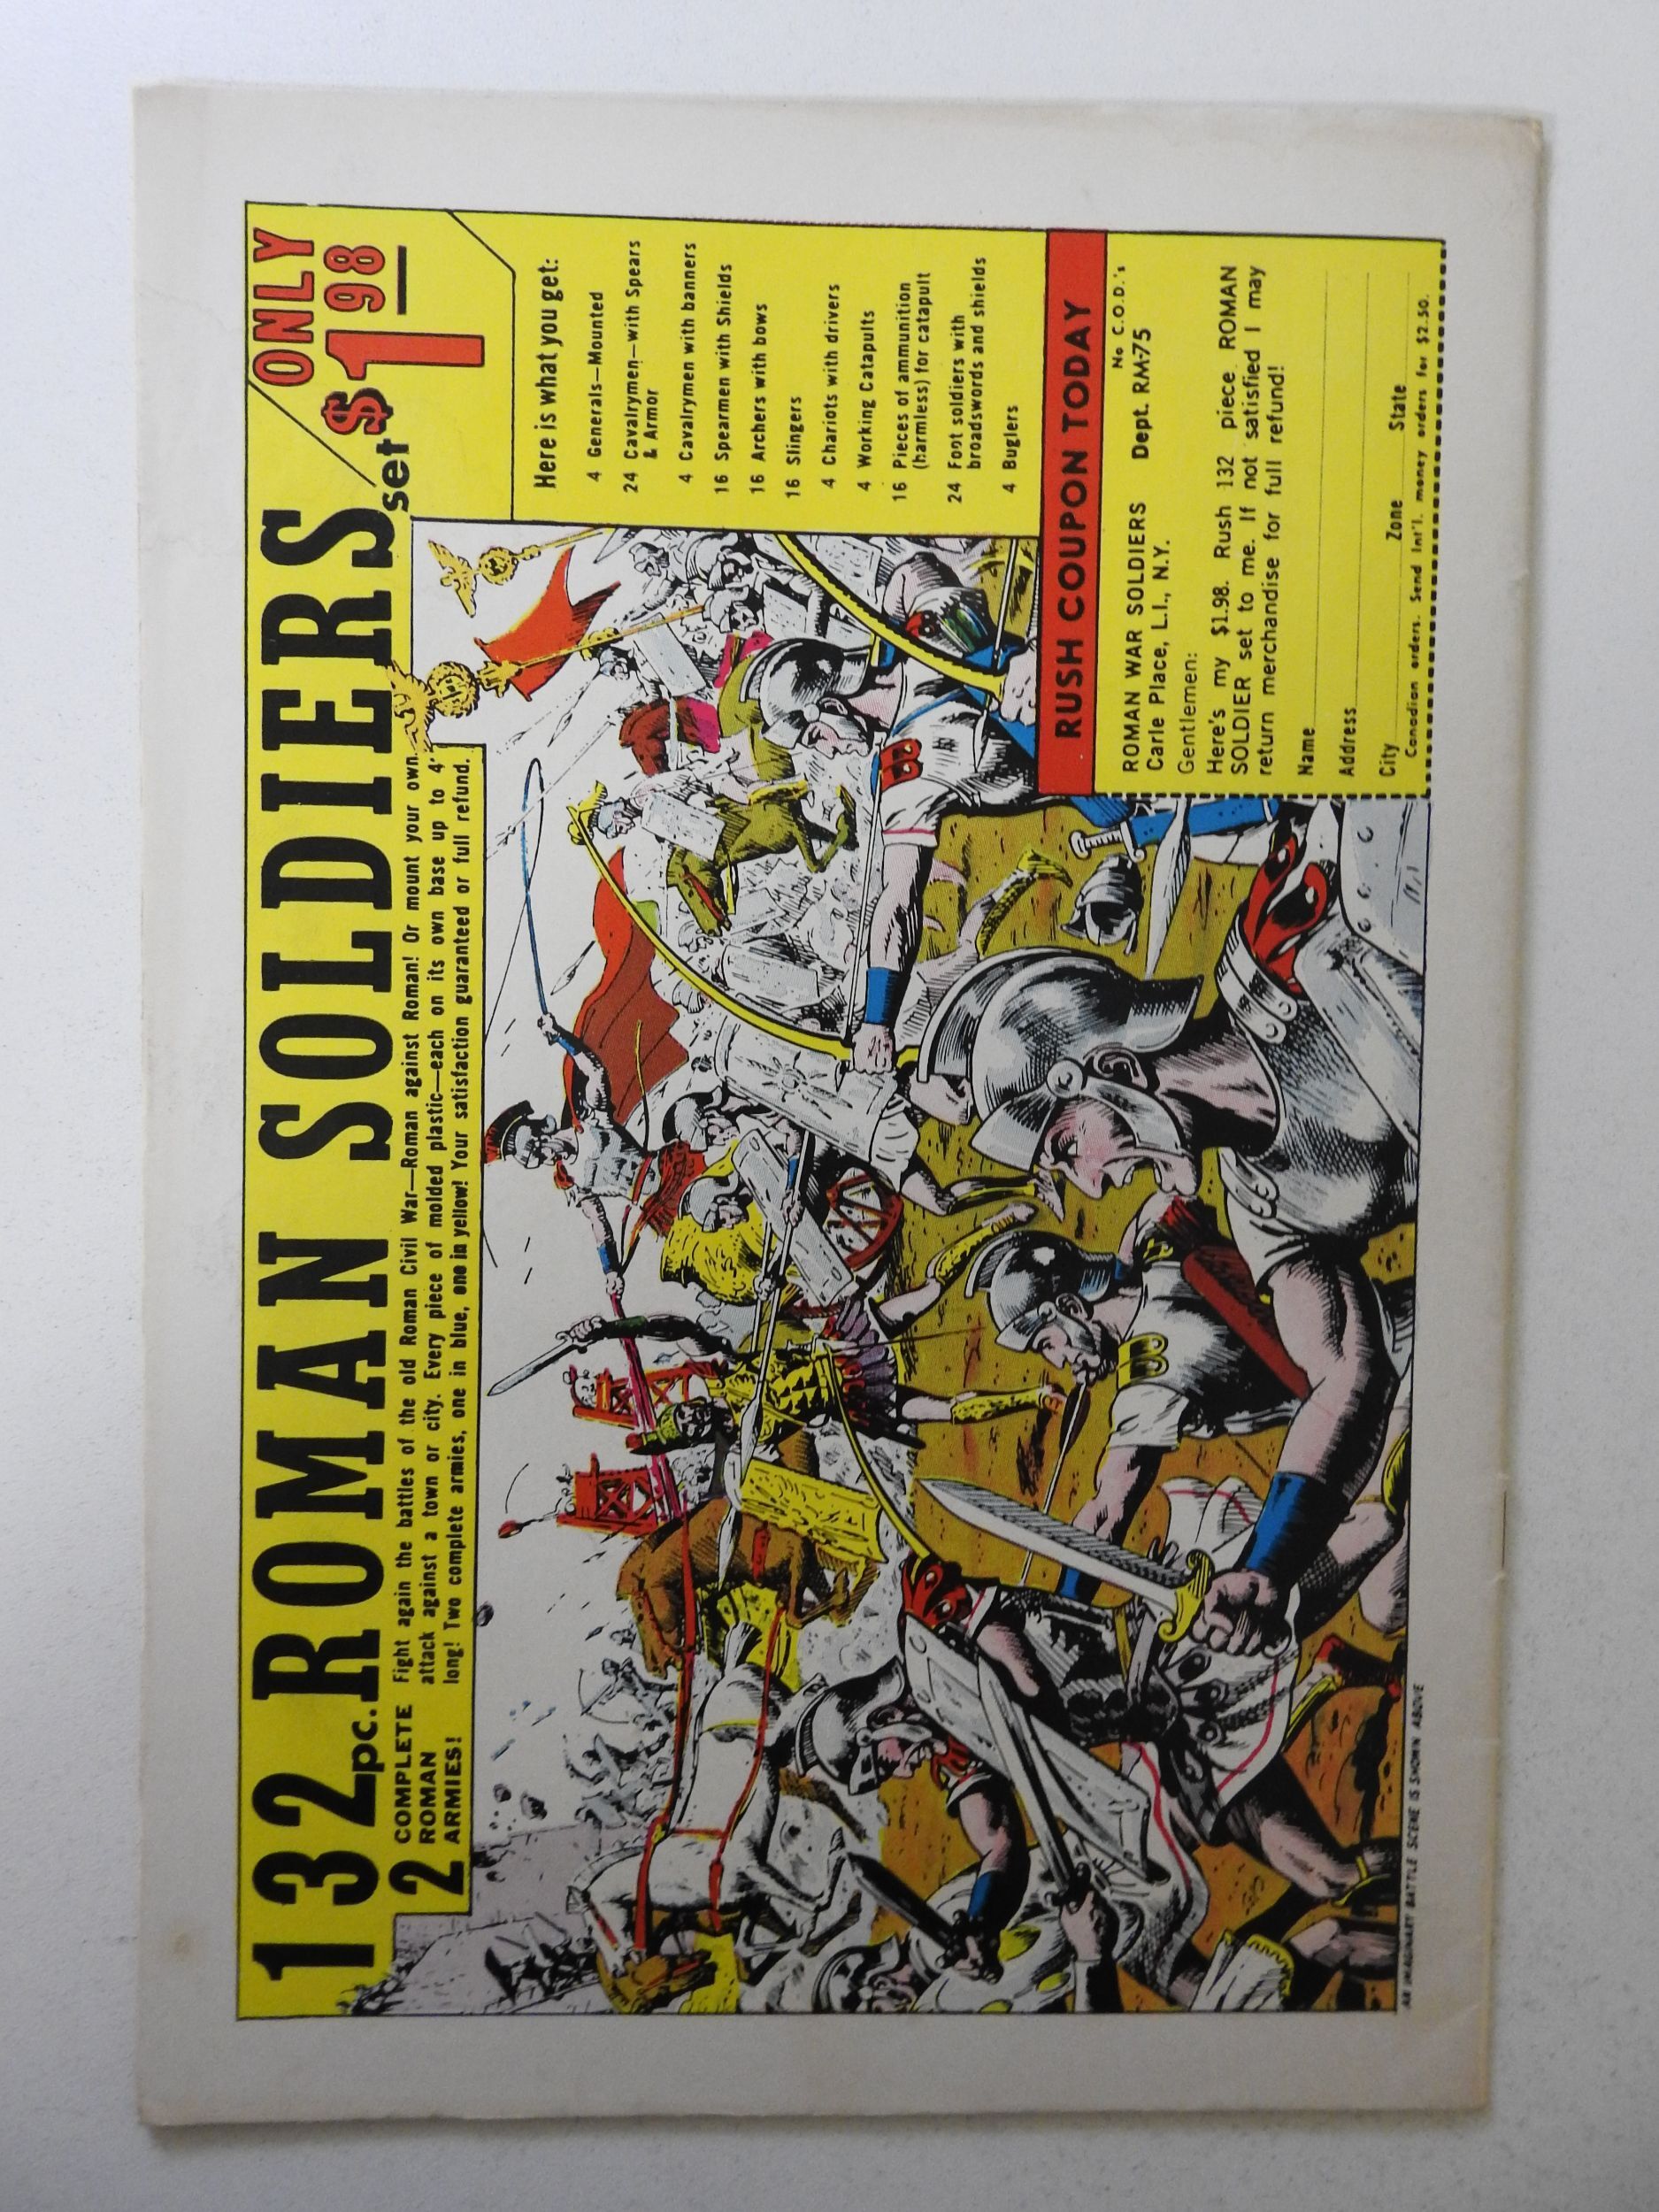 132 pc. ROMAN SOLDIERS set
ONLY
$1 98
2 COMPLETE
ROMAN
ARMIES!
Fight again the battles of the old Roman Civil War—Roman against Roman! Or mount your own
attack against a town or city. Every piece of molded plastic—each on its own base up to 4"
long! Two complete armies, one in blue, one in yellow! Your satisfaction guaranteed or full refund.
Here is what you get:
4 Generals—Mounted
24 Cavalrymen—with Spears
& Armor
4 Cavalrymen with banners
16 Spearmen with Shields
16 Archers with bows
16 Slingers
4 Chariots with drivers
4 Working Catapults
16 Pieces of ammunition
(harmless) for catapult
24 Foot soldiers with
broadswords and shields
4 Buglers
RUSH COUPON TODAY
No C.O.D.'s
ROMAN WAR SOLDIERS Dept. RM-75
Carle Place, L.I., N.Y.
Gentlemen:
Here's my $1.98. Rush 132 piece ROMAN
SOLDIER set to me. If not satisfied I may
return merchandise for full refund!
Name
Address
City Zone State
Canadian orders. Send Int'l. money orders for $2.50.
AN IMAGINARY BATTLE SCENE IS SHOWN ABOVE